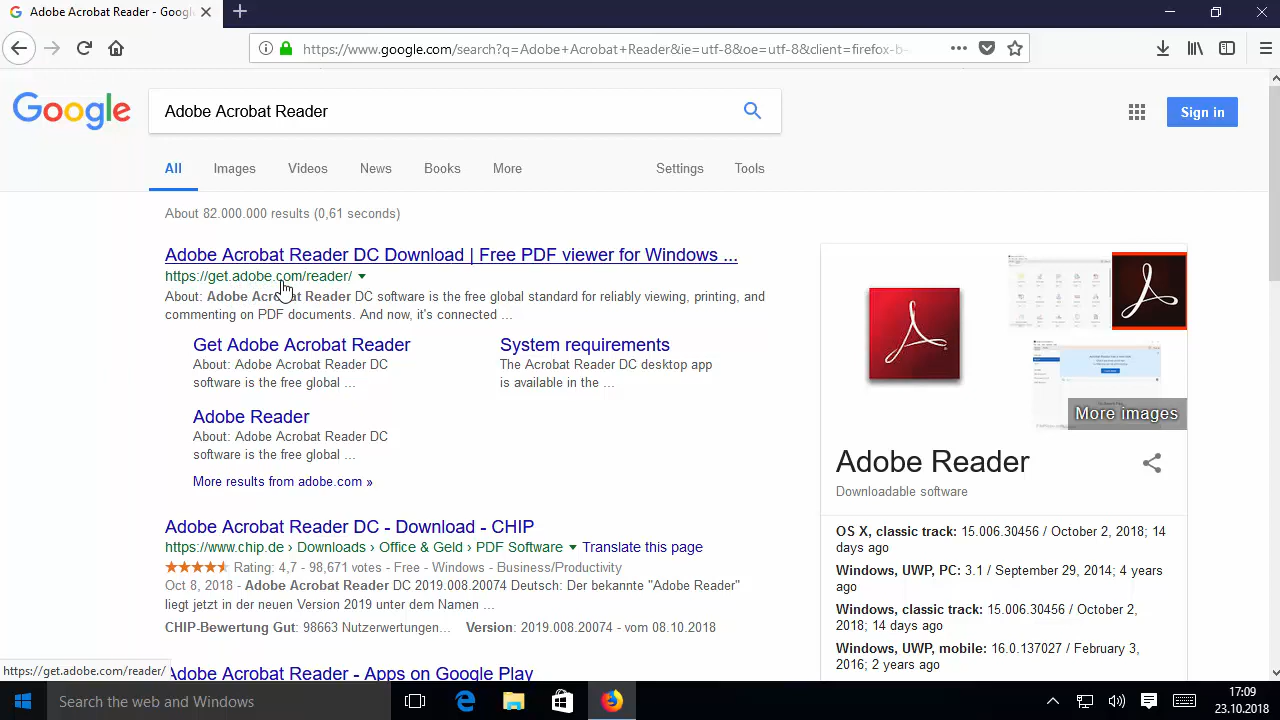 Adobe Acrobat Reader - Googl
https://www.google.com/search?q=Adobe+Acrobat+Reader&ie=utf-8&oe=utf-8&client=firefox-b-
Google
Adobe Acrobat Reader
Sign in
All Images Videos News Books More Settings Tools
About 82.000.000 results (0,61 seconds)
Adobe Acrobat Reader DC Download | Free PDF viewer for Windows ...
https://get.adobe.com/reader/
About: Adobe Acrobat Reader DC software is the free global standard for reliably viewing, printing, and
commenting on PDF documents. And now, it's connected ...
Get Adobe Acrobat Reader
About: Adobe Acrobat Reader DC
software is the free global ...
System requirements
The Acrobat Reader DC desktop app
is available in the ...
Adobe Reader
About: Adobe Acrobat Reader DC
software is the free global ...
More results from adobe.com »
Adobe Acrobat Reader DC - Download - CHIP
https://www.chip.de › Downloads › Office & Geld › PDF Software Translate this page
Rating: 4,7 - 98,671 votes - Free - Windows - Business/Productivity
Oct 8, 2018 - Adobe Acrobat Reader DC 2019.008.20074 Deutsch: Der bekannte "Adobe Reader"
liegt jetzt in der neuen Version 2019 unter dem Namen ...
CHIP-Bewertung Gut: 98663 Nutzerwertungen... Version: 2019.008.20074 - vom 08.10.2018
Adobe Acrobat Reader - Apps on Google Play
More images
Adobe Reader
Downloadable software
OS X, classic track: 15.006.30456 / October 2, 2018; 14
days ago
Windows, UWP, PC: 3.1 / September 29, 2014; 4 years
ago
Windows, classic track: 15.006.30456 / October 2,
2018; 14 days ago
Windows, UWP, mobile: 16.0.137027 / February 3,
2016; 2 years ago
https://get.adobe.com/reader/
Search the web and Windows
17:09
23.10.2018